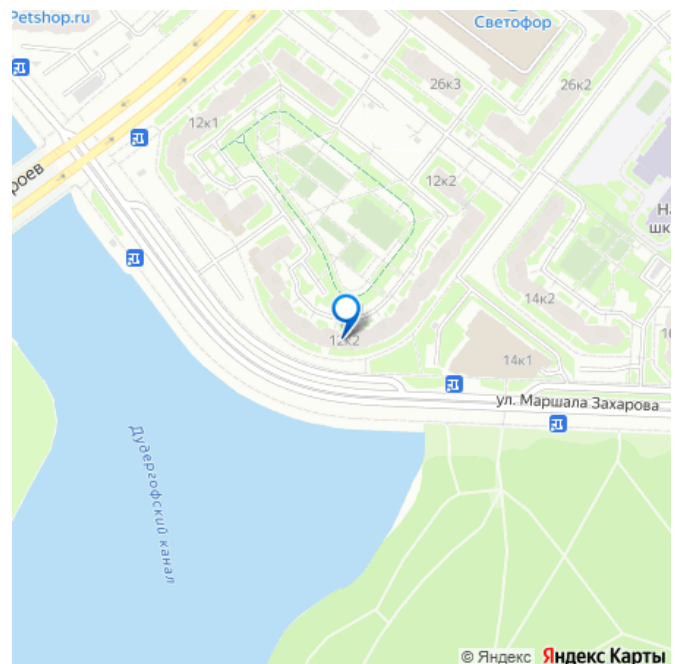 Petshop.ru
Светофор
26к3
26к2
12к1
роев
12к2
На
шк
14к2
12к2
14к1
16
ул. Маршала Захарова
Дудергофский канал
© Яндекс Яндекс Карты